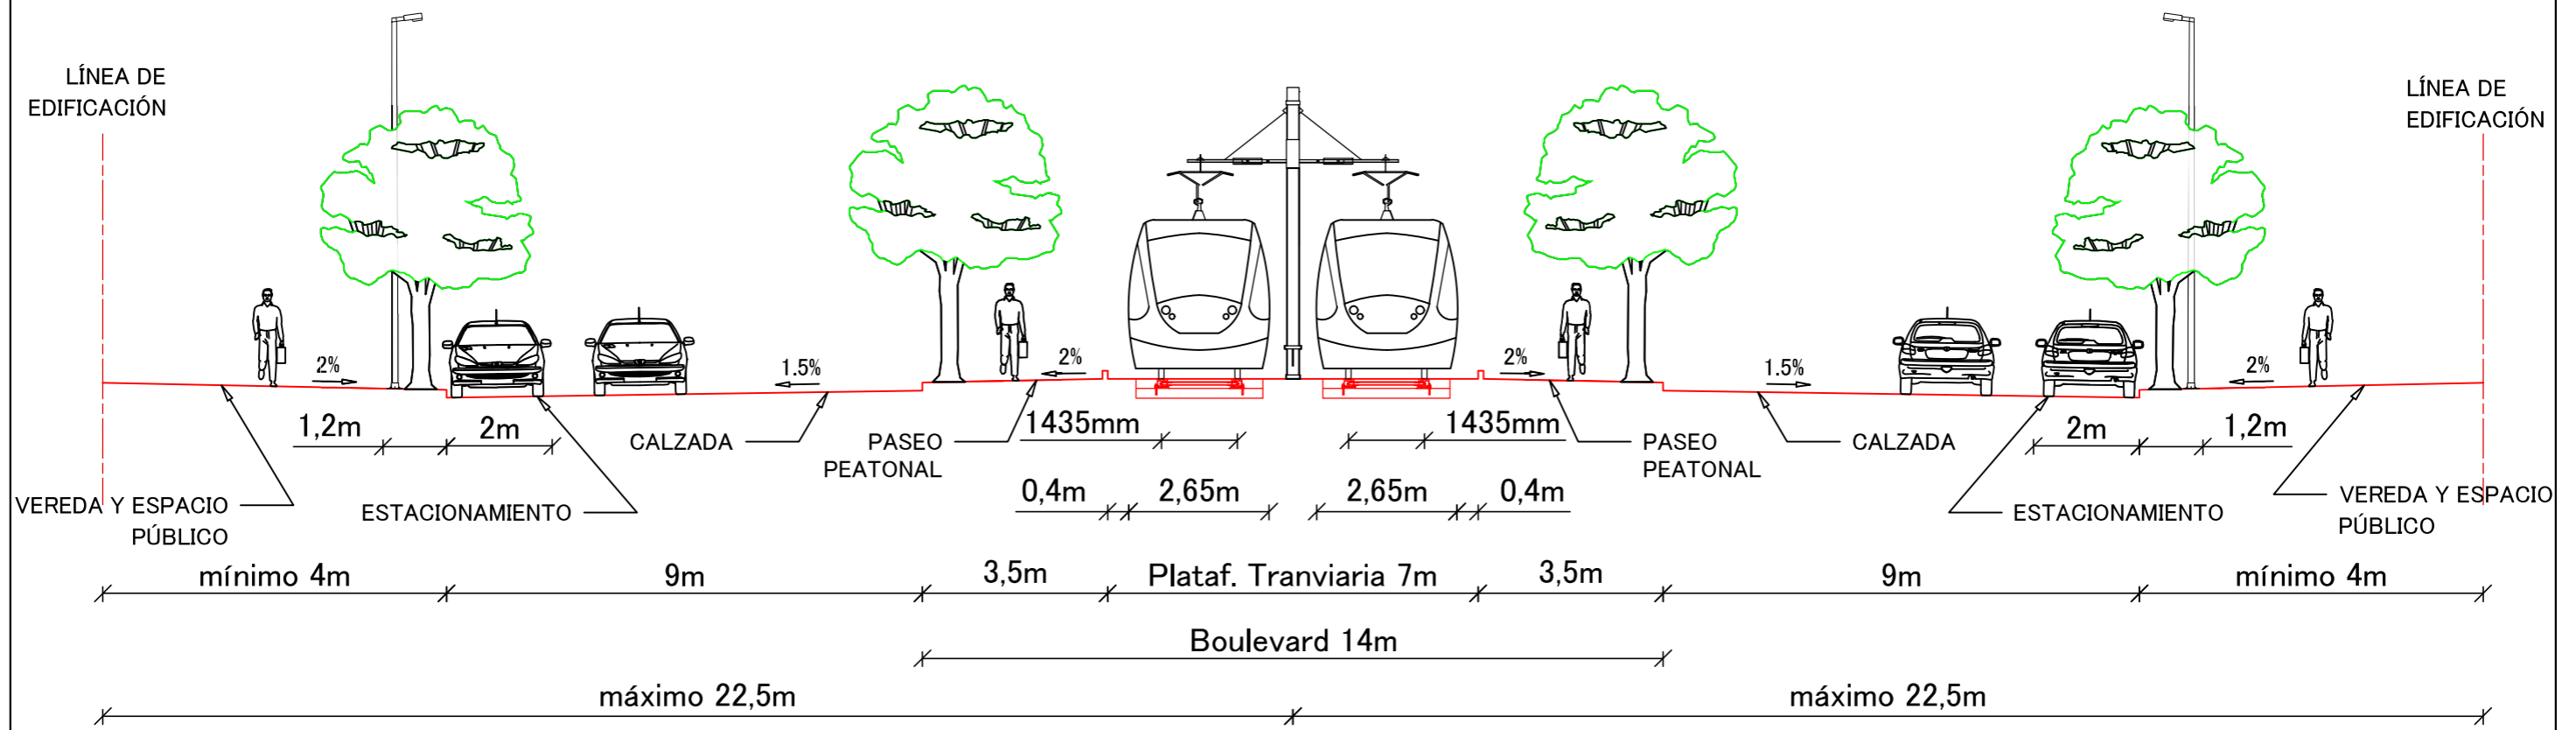 LÍNEA DE
EDIFICACIÓN
LÍNEA DE
EDIFICACIÓN
2%
1.5%
2%
2%
1.5%
2%
1,2m
2m
CALZADA
PASEO
PEATONAL
1435mm
1435mm
PASEO
PEATONAL
CALZADA
2m
1,2m
VEREDA Y ESPACIO
PÚBLICO
ESTACIONAMIENTO
0,4m
2,65m
2,65m
0,4m
ESTACIONAMIENTO
VEREDA Y ESPACIO
PÚBLICO
mínimo 4m
9m
3,5m
Plataf. Tranviaria 7m
3,5m
9m
mínimo 4m
Boulevard 14m
máximo 22,5m
máximo 22,5m